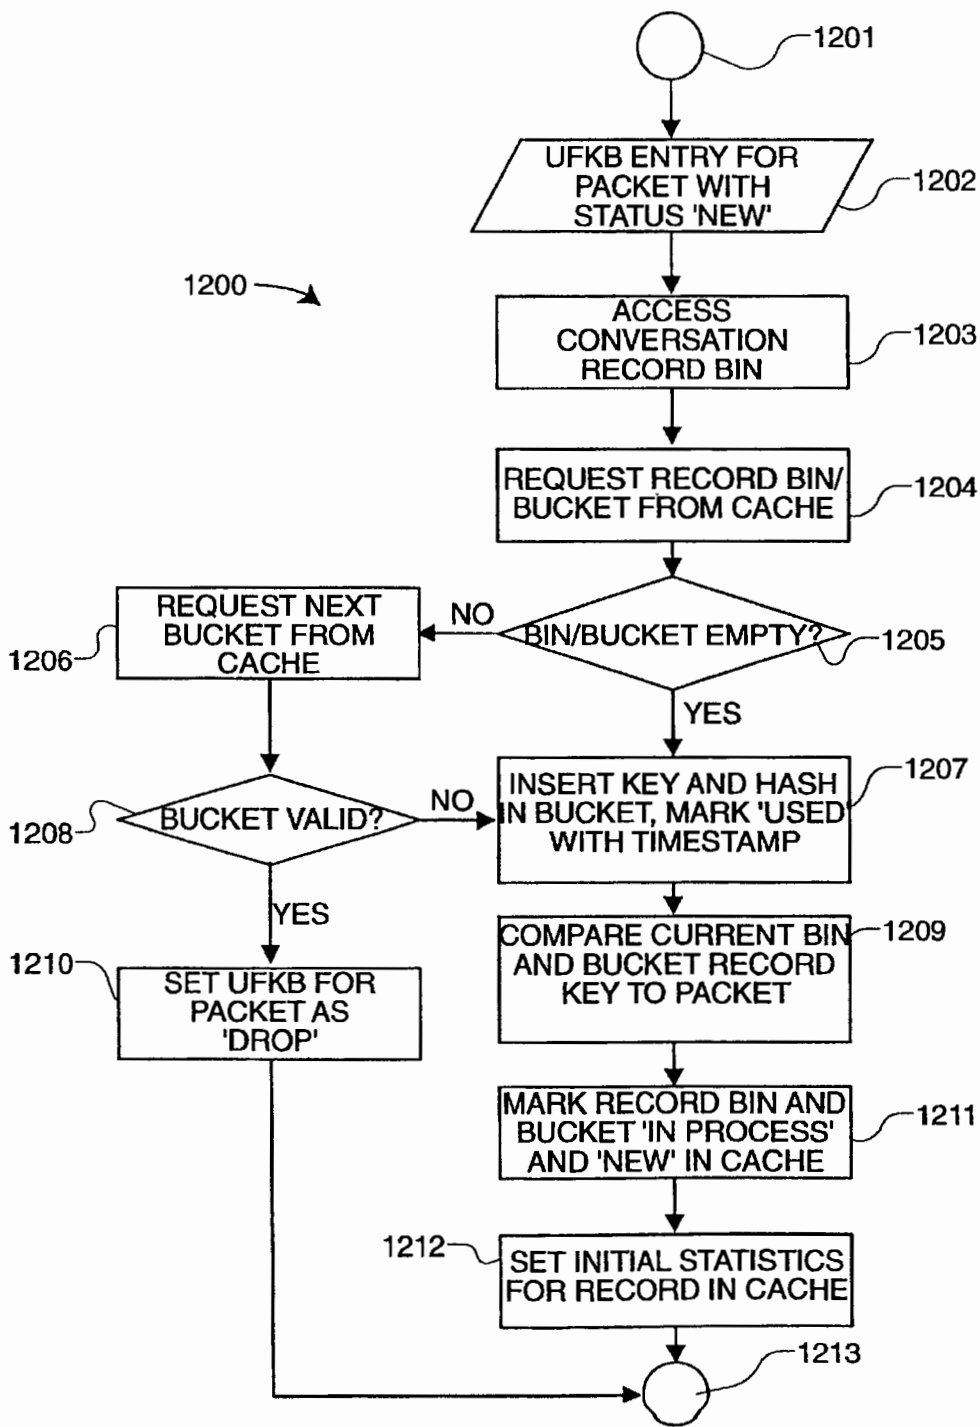 1201
UFKB ENTRY FOR
PACKET WITH
STATUS 'NEW'
1202
1200
ACCESS
CONVERSATION
RECORD BIN
1203
REQUEST RECORD BIN/
BUCKET FROM CACHE
1204
REQUEST NEXT
BUCKET FROM
CACHE
1206
NO
BIN/BUCKET EMPTY?
1205
YES
BUCKET VALID?
1208
NO
INSERT KEY AND HASH
IN BUCKET, MARK 'USED'
WITH TIMESTAMP
1207
YES
COMPARE CURRENT BIN
AND BUCKET RECORD
KEY TO PACKET
1209
1210
SET UFKB FOR
PACKET AS
'DROP'
MARK RECORD BIN AND
BUCKET 'IN PROCESS'
AND 'NEW' IN CACHE
1211
1212
SET INITIAL STATISTICS
FOR RECORD IN CACHE
1213